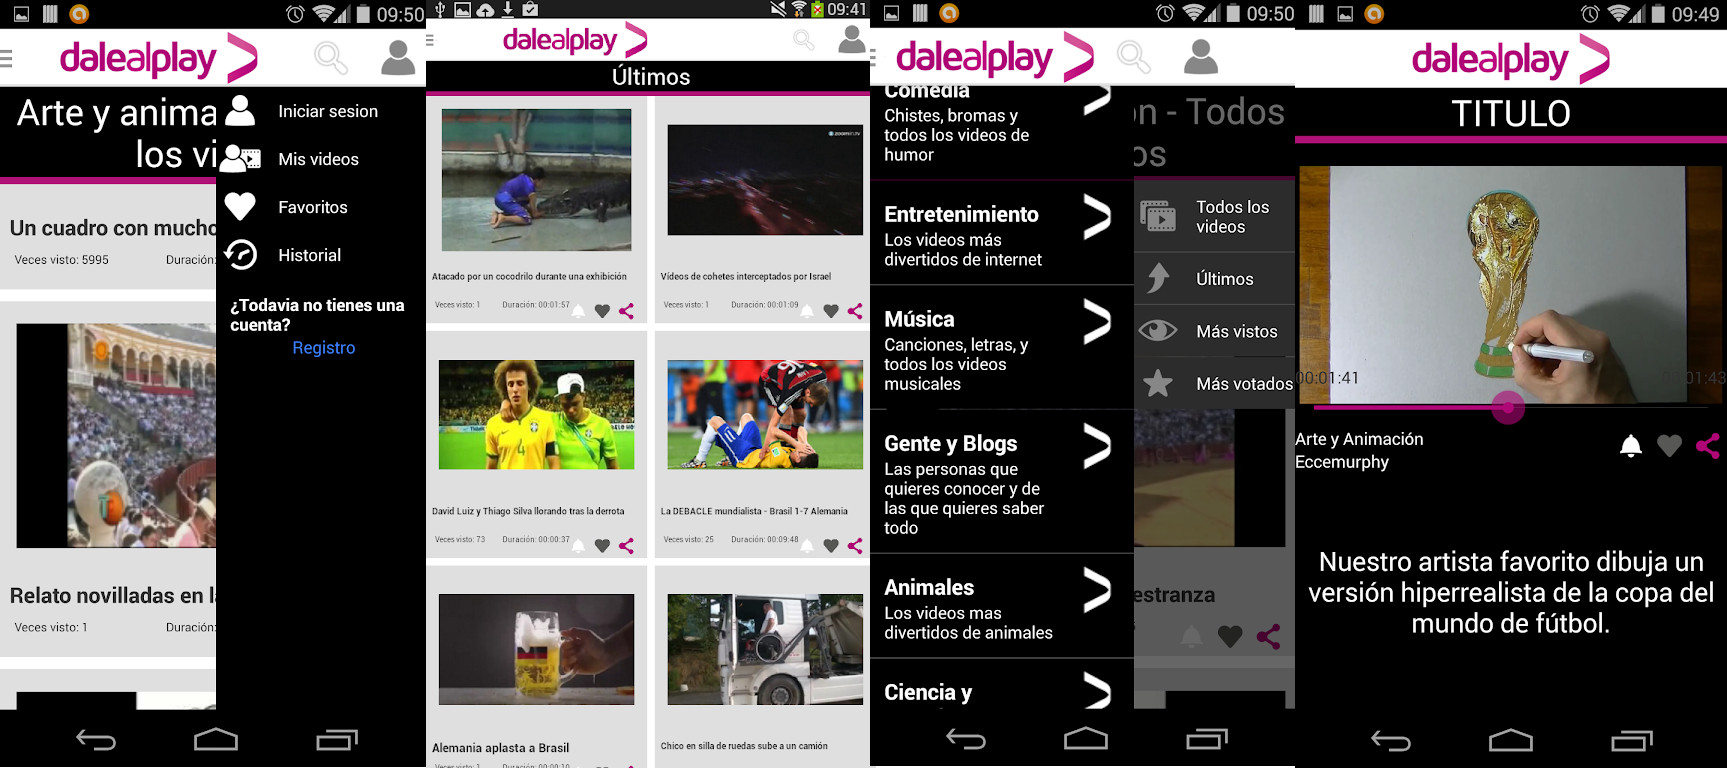 09:50
dalealplay
Arte y anima
los vi
Iniciar sesion
Mis videos
Favoritos
Historial
¿Todavia no tienes una
cuenta?
Registro
Un cuadro con mucho
Veces visto: 5995 Duración:
Relato novilladas en l
Veces visto: 1 Duración:
09:41
dalealplay
Últimos
zoomin.tv
Atacado por un cocodrilo durante una exhibición
Veces visto: 1 Duración: 00:01:57
Vídeos de cohetes interceptados por Israel
Veces visto: 1 Duración: 00:01:09
David Luiz y Thiago Silva llorando tras la derrota
Veces visto: 73 Duración: 00:00:37
La DEBACLE mundialista - Brasil 1-7 Alemania
Veces visto: 25 Duración: 00:09:48
Alemania aplasta a Brasil
Veces visto: 1 Duración: 00:00:10
Chico en silla de ruedas sube a un camión
09:50
dalealplay
Comedia
Chistes, bromas y
todos los videos de
humor
Entretenimiento
Los videos más
divertidos de internet
Música
Canciones, letras, y
todos los videos
musicales
Gente y Blogs
Las personas que
quieres conocer y de
las que quieres saber
todo
Animales
Los videos mas
divertidos de animales
Ciencia y
ón - Todos
os
Todos los
videos
Últimos
Más vistos
Más votados
estranza
09:49
dalealplay
TITULO
00:01:41
01:43
Arte y Animación
Eccemurphy
Nuestro artista favorito dibuja un
versión hiperrealista de la copa del
mundo de fútbol.